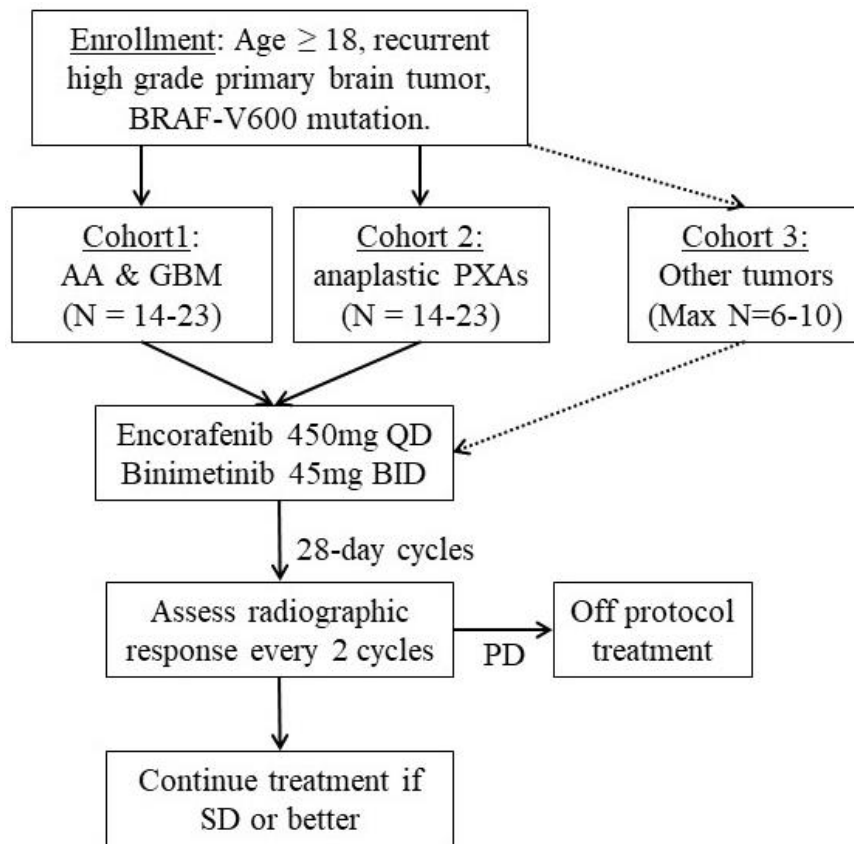 Enrollment: Age ≥ 18, recurrent
high grade primary brain tumor,
BRAF-V600 mutation.
Cohort1:
AA & GBM
(N = 14-23)
Cohort 2:
anaplastic PXAs
(N = 14-23)
Cohort 3:
Other tumors
(Max N=6-10)
Encorafenib 450mg QD
Binimetinib 45mg BID
28-day cycles
Assess radiographic
response every 2 cycles
PD
Off protocol
treatment
Continue treatment if
SD or better